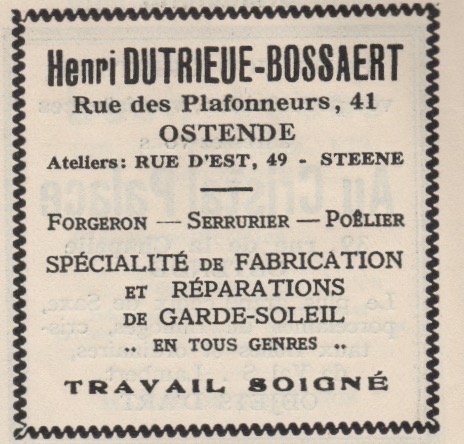 Henri DUTRIEUE-BOSSAERT
Rue des Plafonneurs, 41
OSTENDE
Ateliers: RUE D'EST, 49 - STEENE
FORGERON — SERRURIER — POÊLIER
SPÉCIALITÉ DE FABRICATION
ET RÉPARATIONS
DE GARDE-SOLEIL
.. EN TOUS GENRES ..
TRAVAIL SOIGNÉ